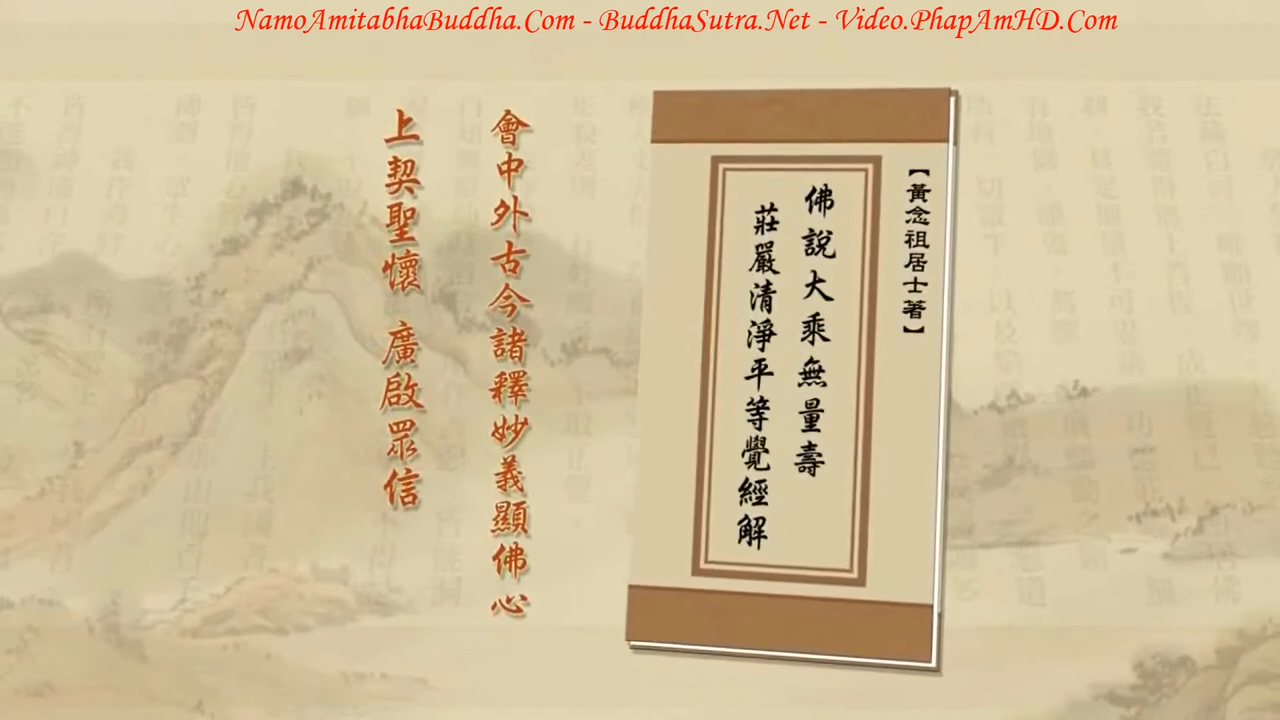 NamoAmitabhaBuddha.Com - BuddhaSutra.Net - Video.PhapAmHD.Com
【黃念祖居士著】
佛說大乘無量壽
莊嚴清淨平等覺經解
會中外古今諸釋妙義顯佛心
上契聖懷 廣啟眾信